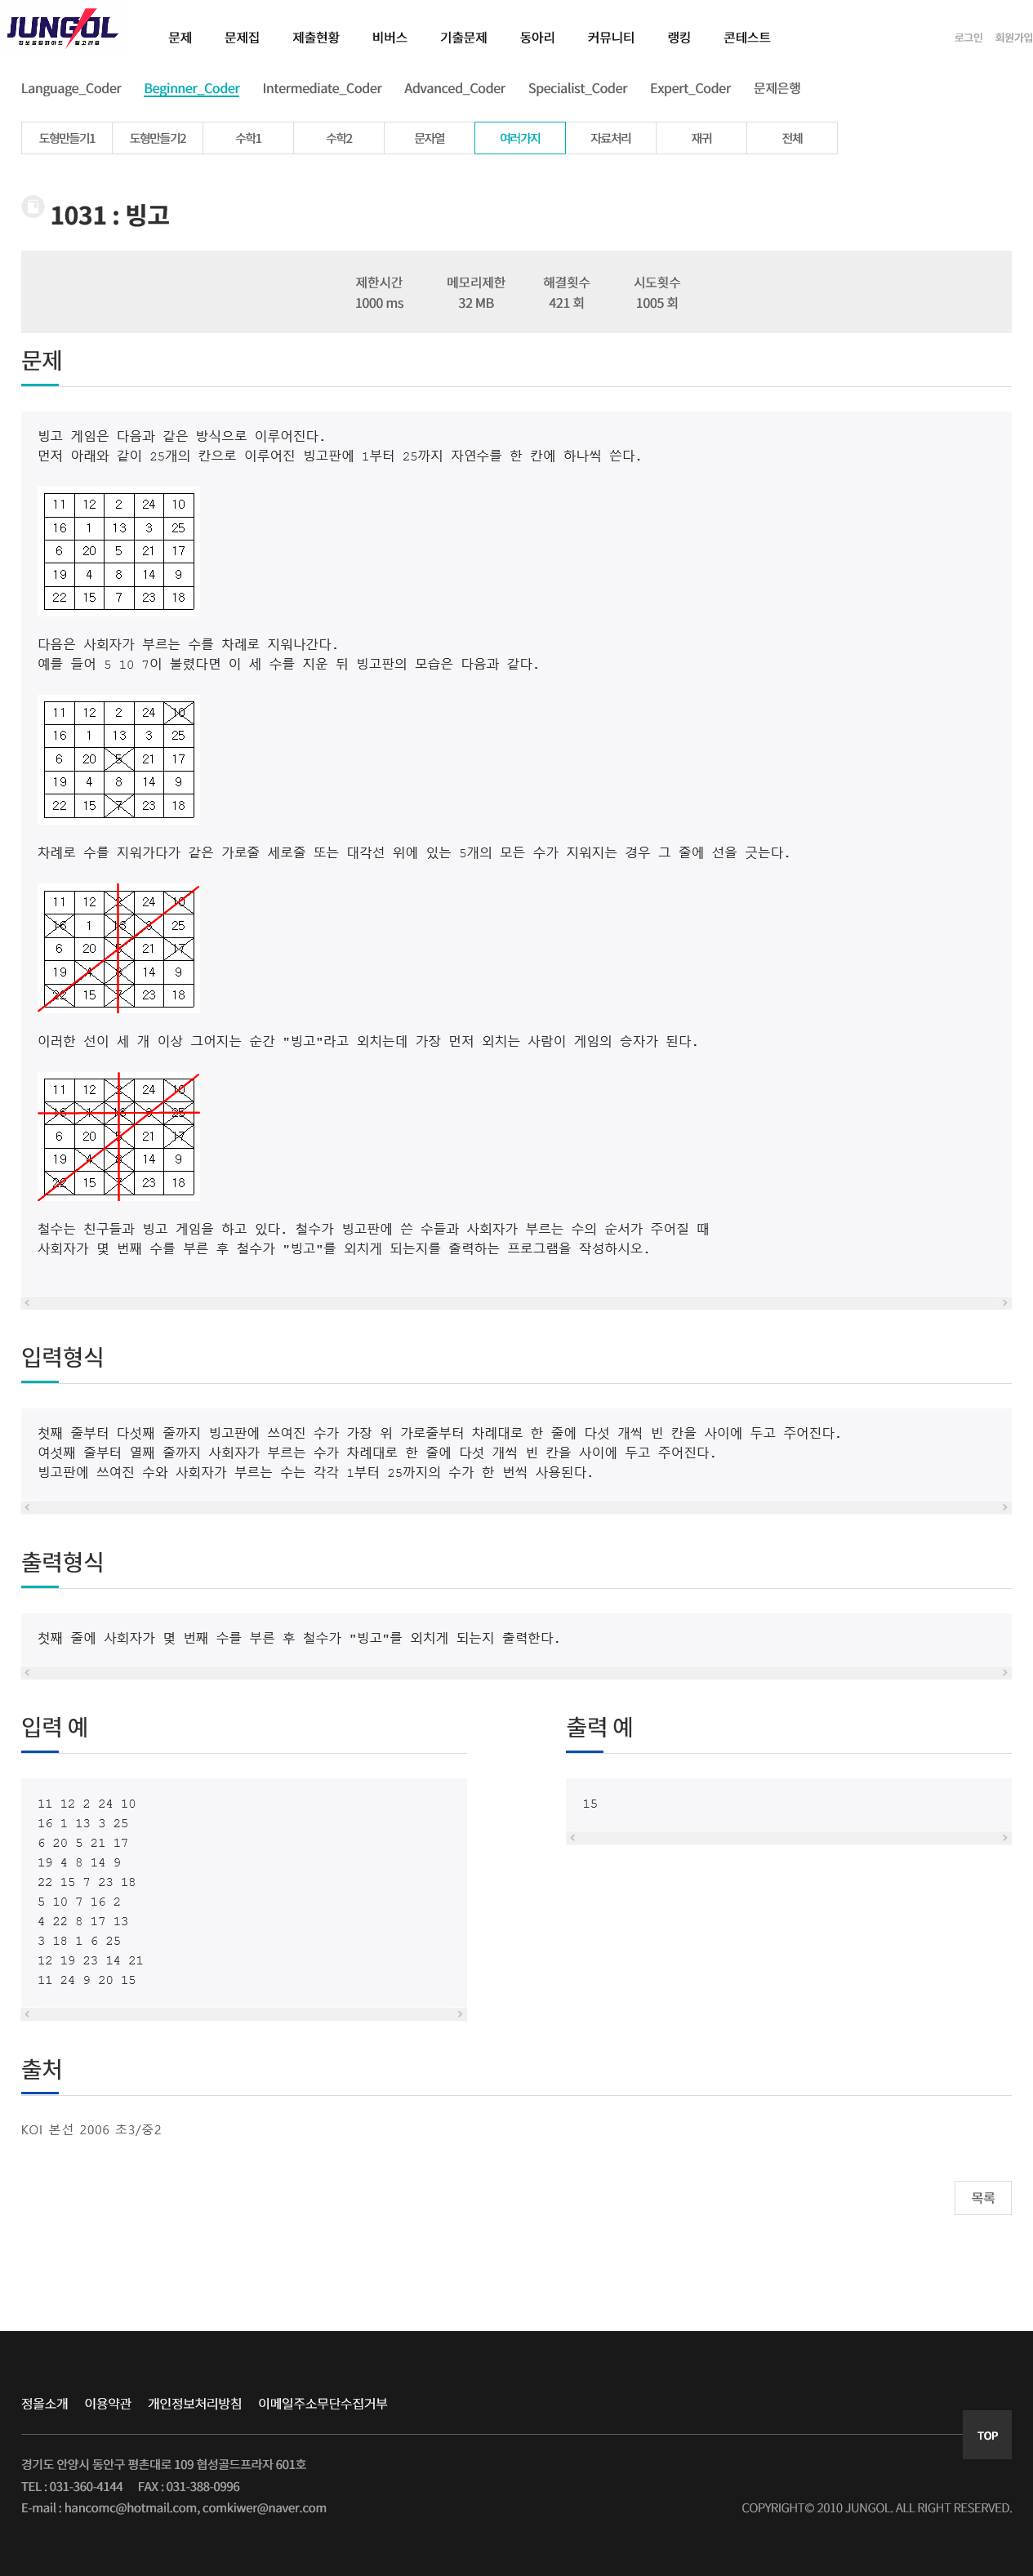 JUNGOL
정보올림피아드 알고리즘
문제 문제집 제출현황 비버스 기출문제 동아리 커뮤니티 랭킹 콘테스트 로그인 회원가입
Language_Coder Beginner_Coder Intermediate_Coder Advanced_Coder Specialist_Coder Expert_Coder 문제은행
도형만들기1 도형만들기2 수학1 수학2 문자열 여러가지 자료처리 재귀 전체
1031 : 빙고
제한시간 메모리제한 해결횟수 시도횟수
1000 ms 32 MB 421 회 1005 회
문제
빙고 게임은 다음과 같은 방식으로 이루어진다.
먼저 아래와 같이 25개의 칸으로 이루어진 빙고판에 1부터 25까지 자연수를 한 칸에 하나씩 쓴다.
11 12 2 24 10
16 1 13 3 25
6 20 5 21 17
19 4 8 14 9
22 15 7 23 18
다음은 사회자가 부르는 수를 차례로 지워나간다.
예를 들어 5 10 7이 불렸다면 이 세 수를 지운 뒤 빙고판의 모습은 다음과 같다.
11 12 2 24 10
16 1 13 3 25
6 20 5 21 17
19 4 8 14 9
22 15 7 23 18
차례로 수를 지워가다가 같은 가로줄 세로줄 또는 대각선 위에 있는 5개의 모든 수가 지워지는 경우 그 줄에 선을 긋는다.
11 12 2 24 10
16 1 13 3 25
6 20 5 21 17
19 4 8 14 9
22 15 7 23 18
이러한 선이 세 개 이상 그어지는 순간 "빙고"라고 외치는데 가장 먼저 외치는 사람이 게임의 승자가 된다.
11 12 2 24 10
16 1 13 3 25
6 20 5 21 17
19 4 8 14 9
22 15 7 23 18
철수는 친구들과 빙고 게임을 하고 있다. 철수가 빙고판에 쓴 수들과 사회자가 부르는 수의 순서가 주어질 때
사회자가 몇 번째 수를 부른 후 철수가 "빙고"를 외치게 되는지를 출력하는 프로그램을 작성하시오.
입력형식
첫째 줄부터 다섯째 줄까지 빙고판에 쓰여진 수가 가장 위 가로줄부터 차례대로 한 줄에 다섯 개씩 빈 칸을 사이에 두고 주어진다.
여섯째 줄부터 열째 줄까지 사회자가 부르는 수가 차례대로 한 줄에 다섯 개씩 빈 칸을 사이에 두고 주어진다.
빙고판에 쓰여진 수와 사회자가 부르는 수는 각각 1부터 25까지의 수가 한 번씩 사용된다.
출력형식
첫째 줄에 사회자가 몇 번째 수를 부른 후 철수가 "빙고"를 외치게 되는지 출력한다.
입력 예
11 12 2 24 10
16 1 13 3 25
6 20 5 21 17
19 4 8 14 9
22 15 7 23 18
5 10 7 16 2
4 22 8 17 13
3 18 1 6 25
12 19 23 14 21
11 24 9 20 15
출력 예
15
출처
KOI 본선 2006 초3/중2
목록
정올소개 이용약관 개인정보처리방침 이메일주소무단수집거부
TOP
경기도 안양시 동안구 평촌대로 109 협성골드프라자 601호
TEL : 031-360-4144 FAX : 031-388-0996
E-mail : hancomc@hotmail.com, comkiwer@naver.com
COPYRIGHT© 2010 JUNGOL. ALL RIGHT RESERVED.